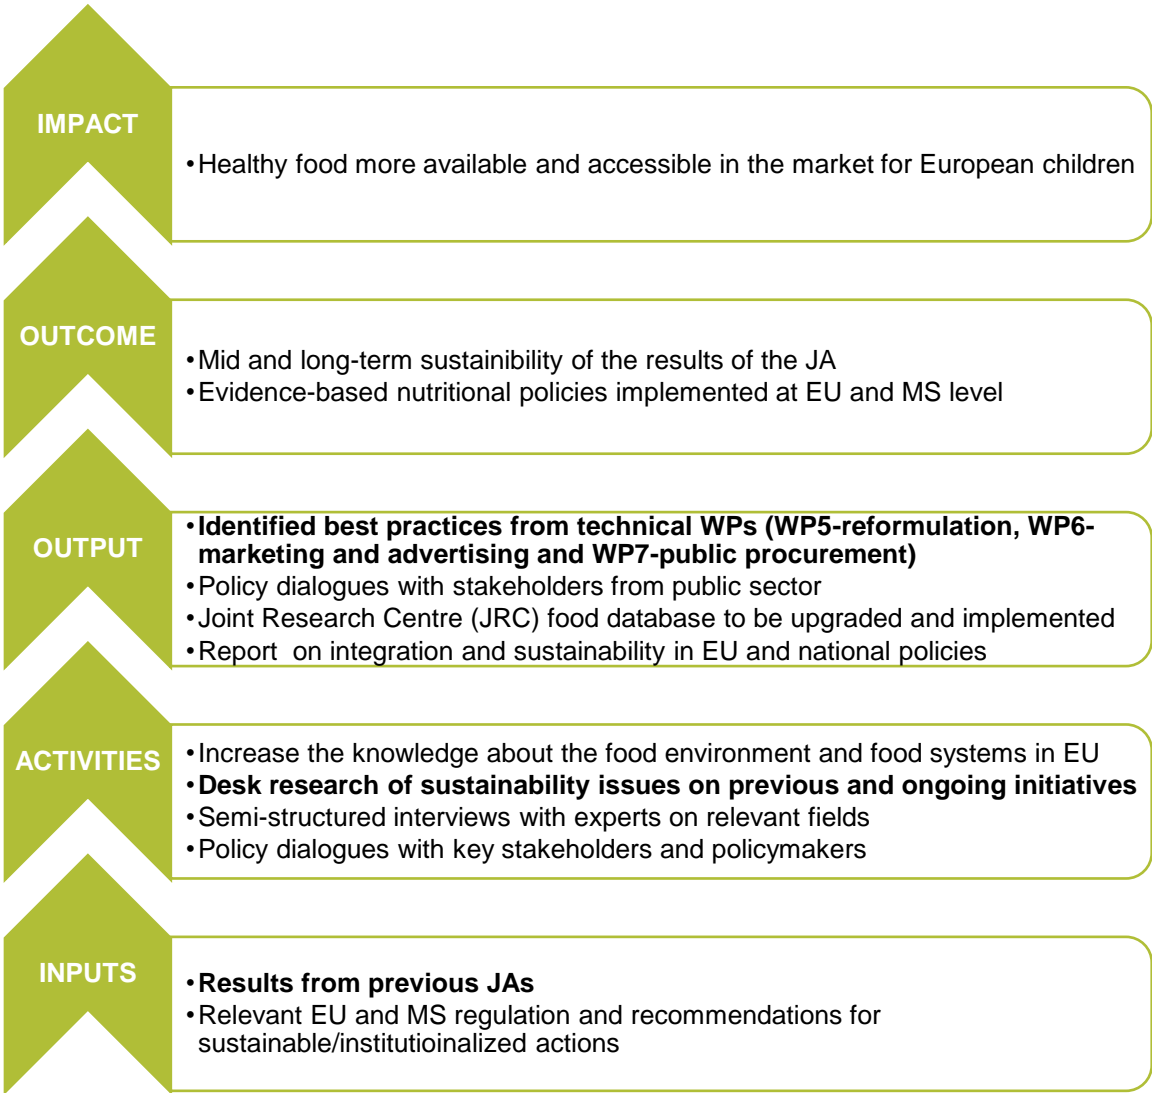 IMPACT
•Healthy food more available and accessible in the market for European children
OUTCOME
•Mid and long-term sustainibility of the results of the JA
•Evidence-based nutritional policies implemented at EU and MS level
OUTPUT
•Identified best practices from technical WPs (WP5-reformulation, WP6-
marketing and advertising and WP7-public procurement)
•Policy dialogues with stakeholders from public sector
•Joint Research Centre (JRC) food database to be upgraded and implemented
•Report on integration and sustainability in EU and national policies
ACTIVITIES
•Increase the knowledge about the food environment and food systems in EU
•Desk research of sustainability issues on previous and ongoing initiatives
•Semi-structured interviews with experts on relevant fields
•Policy dialogues with key stakeholders and policymakers
INPUTS
•Results from previous JAs
•Relevant EU and MS regulation and recommendations for
sustainable/institutioinalized actions